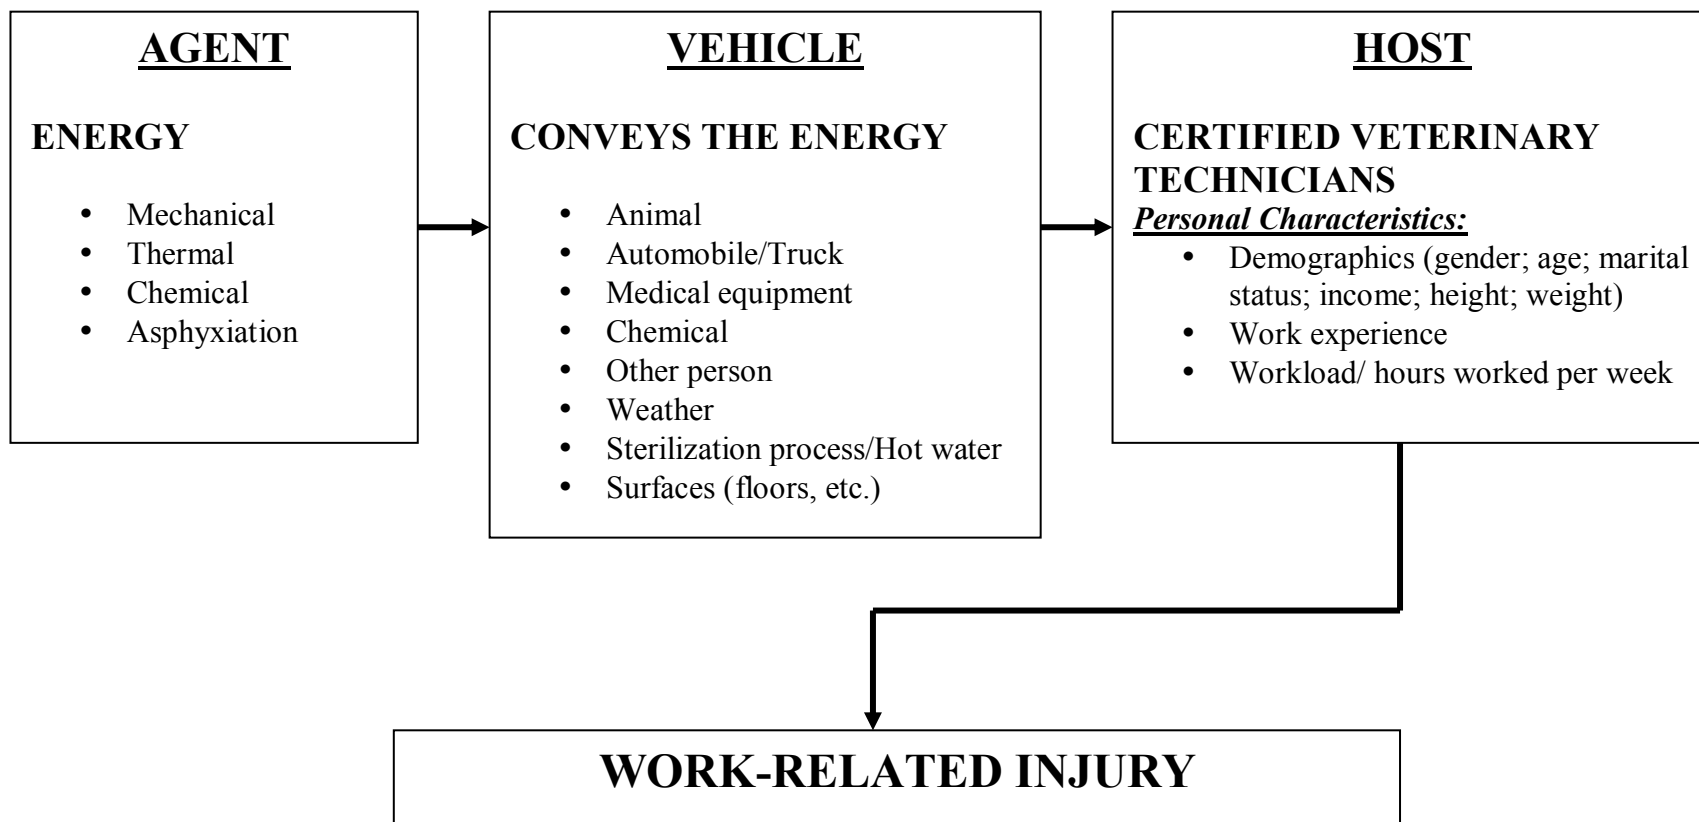 AGENT
ENERGY
• Mechanical
• Thermal
• Chemical
• Asphyxiation
VEHICLE
CONVEYS THE ENERGY
• Animal
• Automobile/Truck
• Medical equipment
• Chemical
• Other person
• Weather
• Sterilization process/Hot water
• Surfaces (floors, etc.)
HOST
CERTIFIED VETERINARY
TECHNICIANS
Personal Characteristics:
• Demographics (gender; age; marital
status; income; height; weight)
• Work experience
• Workload/ hours worked per week
WORK-RELATED INJURY